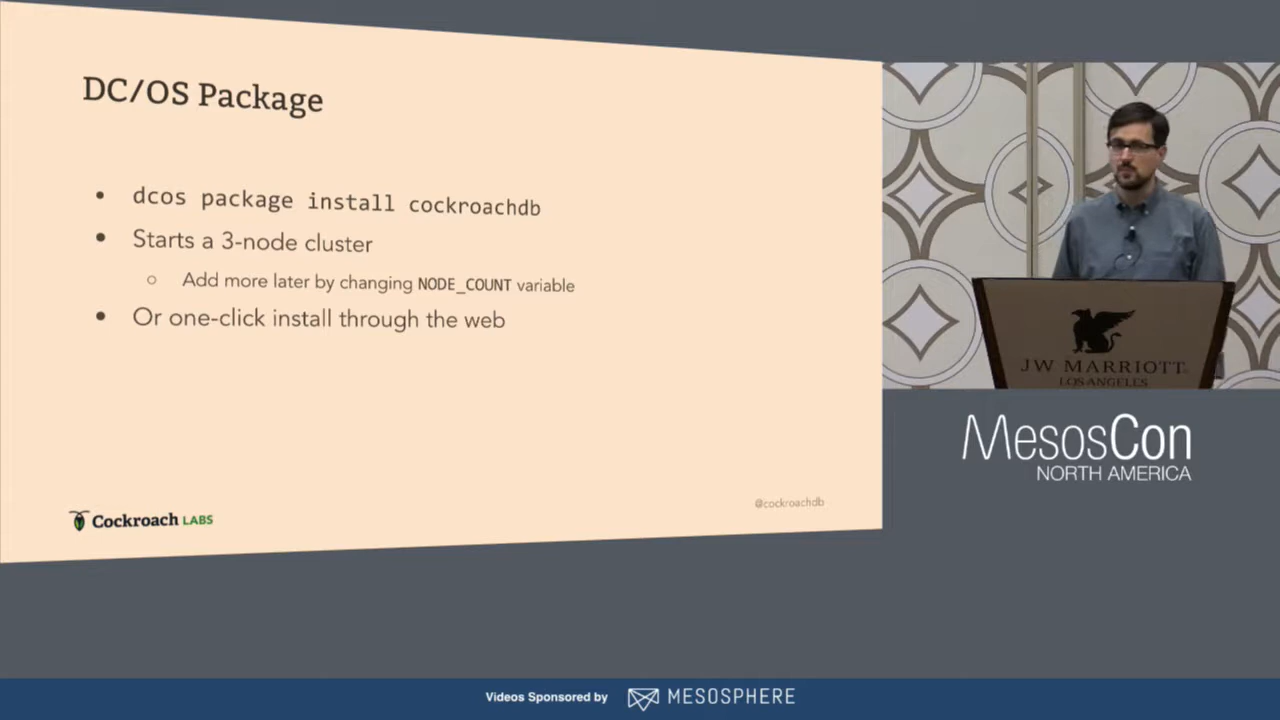 DC/OS Package
dcos package install cockroachdb
Starts a 3-node cluster
Add more later by changing NODE_COUNT variable
Or one-click install through the web
Cockroach LABS
@cockroachdb
JW MARRIOTT
LOS ANGELES
MesosCon
NORTH AMERICA
Videos Sponsored by MESOSPHERE